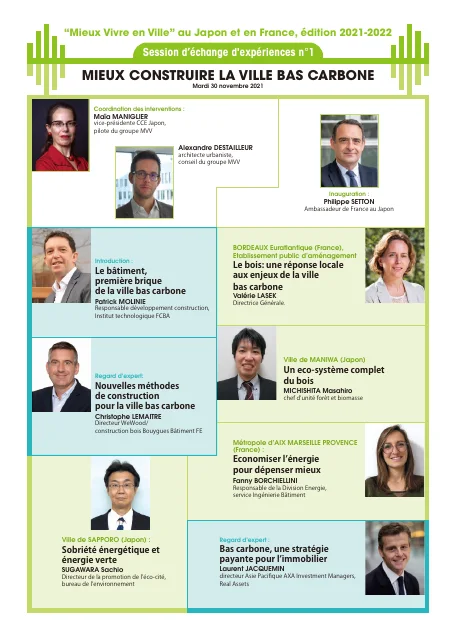 “Mieux Vivre en Ville” au Japon et en France, édition 2021-2022
Session d’échange d’expériences n°1
MIEUX CONSTRUIRE LA VILLE BAS CARBONE
Mardi 30 novembre 2021
Coordination des interventions :
Maïa MANIGLIER
vice-présidente CCE Japon,
pilote du groupe MVV
Alexandre DESTAILLEUR
architecte urbaniste,
conseil du groupe MVV
Inauguration :
Philippe SETTON
Ambassadeur de France au Japon
Introduction :
Le bâtiment,
première brique
de la ville bas carbone
Patrick MOLINIE
Responsable développement construction,
Institut technologique FCBA
BORDEAUX Euratlantique (France),
Etablissement public d’aménagement
Le bois: une réponse locale
aux enjeux de la ville
bas carbone
Valérie LASEK
Directrice Générale.
Regard d’expert:
Nouvelles méthodes
de construction
pour la ville bas carbone
Christophe LEMAITRE
Directeur WeWood/
construction bois Bouygues Bâtiment FE
Ville de MANIWA (Japon)
Un eco-système complet
du bois
MICHISHITA Masahiro
chef d’unité forêt et biomasse
Métropole d’AIX MARSEILLE PROVENCE
(France) :
Economiser l’énergie
pour dépenser mieux
Fanny BORCHIELLINI
Responsable de la Division Energie,
service Ingénierie Bâtiment
Ville de SAPPORO (Japon) :
Sobriété énergétique et
énergie verte
SUGAWARA Sachio
Directeur de la promotion de l’éco-cité,
bureau de l’environnement
Regard d’expert :
Bas carbone, une stratégie
payante pour l’immobilier
Laurent JACQUEMIN
directeur Asie Pacifique AXA Investment Managers,
Real Assets